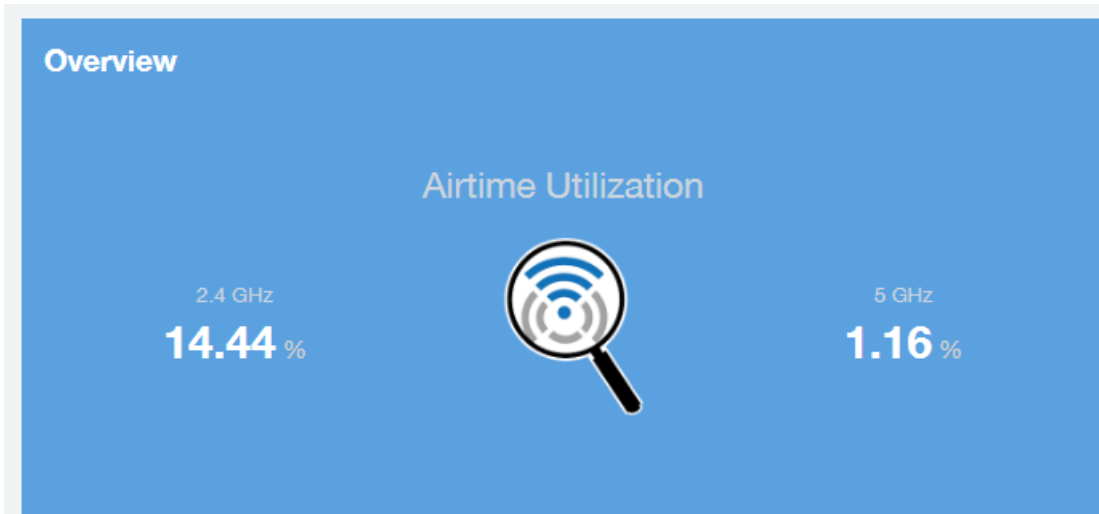 Overview
Airtime Utilization
2.4 GHz
14.44 %
5 GHz
1.16 %